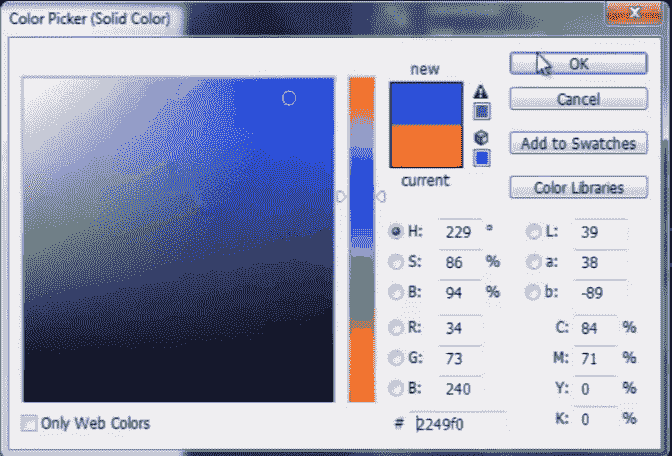 Color Picker (Solid Color)
new
current
OK
Cancel
Add to Swatches
Color Libraries
H: 229 °
S: 86 %
B: 94 %
R: 34
G: 73
B: 240
# 2249f0
L: 39
a: 38
b: -89
C: 84 %
M: 71 %
Y: 0 %
K: 0 %
Only Web Colors